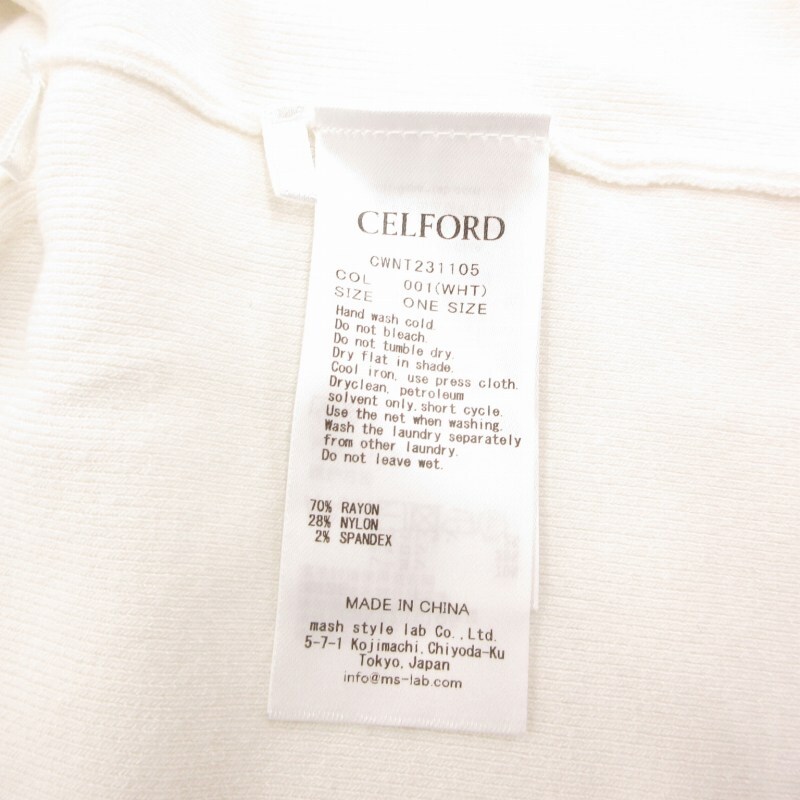 CELFORD
CWNT231105
COL 001(WHT)
SIZE ONE SIZE
Hand wash cold.
Do not bleach.
Do not tumble dry.
Dry flat in shade.
Cool iron, use press cloth.
Dryclean, petroleum
solvent only, short cycle.
Use the net when washing.
Wash the laundry separately
from other laundry.
Do not leave wet.
70% RAYON
28% NYLON
2% SPANDEX
MADE IN CHINA
mash style lab Co.,Ltd.
5-7-1 Kojimachi,Chiyoda-Ku
Tokyo,Japan
info@ms-lab.com